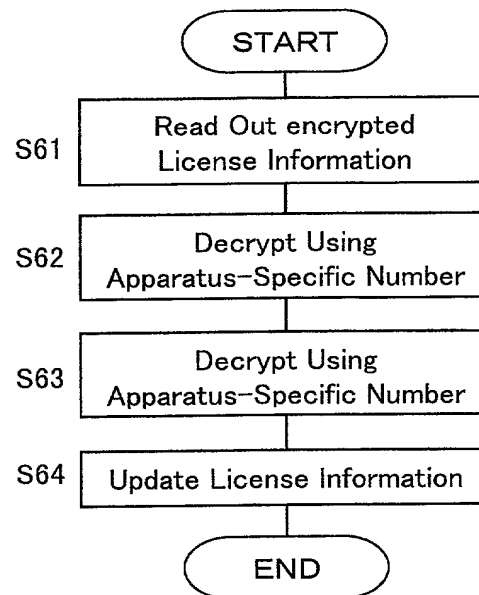 START
S61
Read Out encrypted
License Information
S62
Decrypt Using
Apparatus-Specific Number
S63
Decrypt Using
Apparatus-Specific Number
S64
Update License Information
END